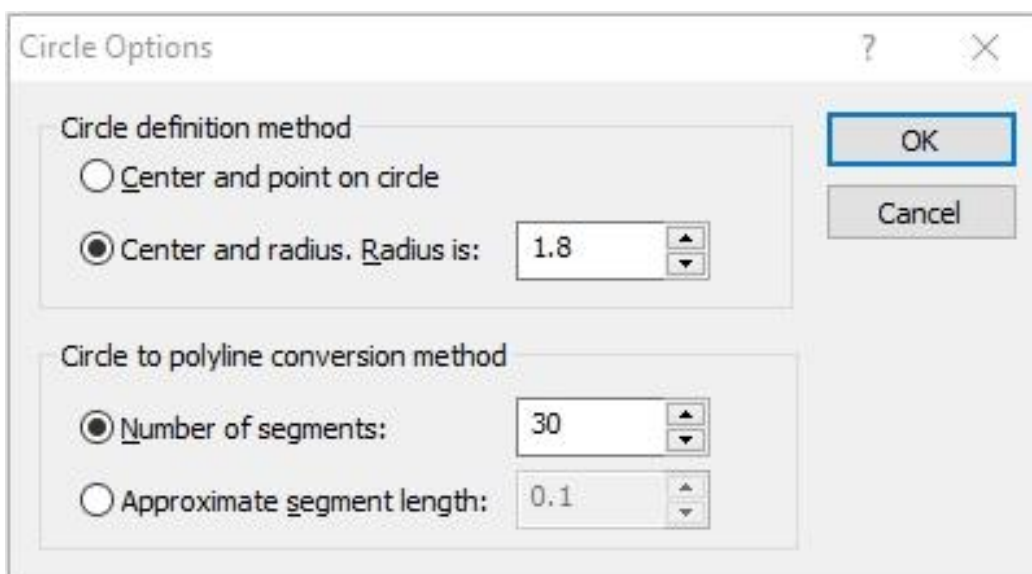 Circle Options ? ×
Circle definition method
OK
Center and point on circle
Cancel
Center and radius. Radius is: 1.8
Circle to polyline conversion method
Number of segments: 30
Approximate segment length: 0.1